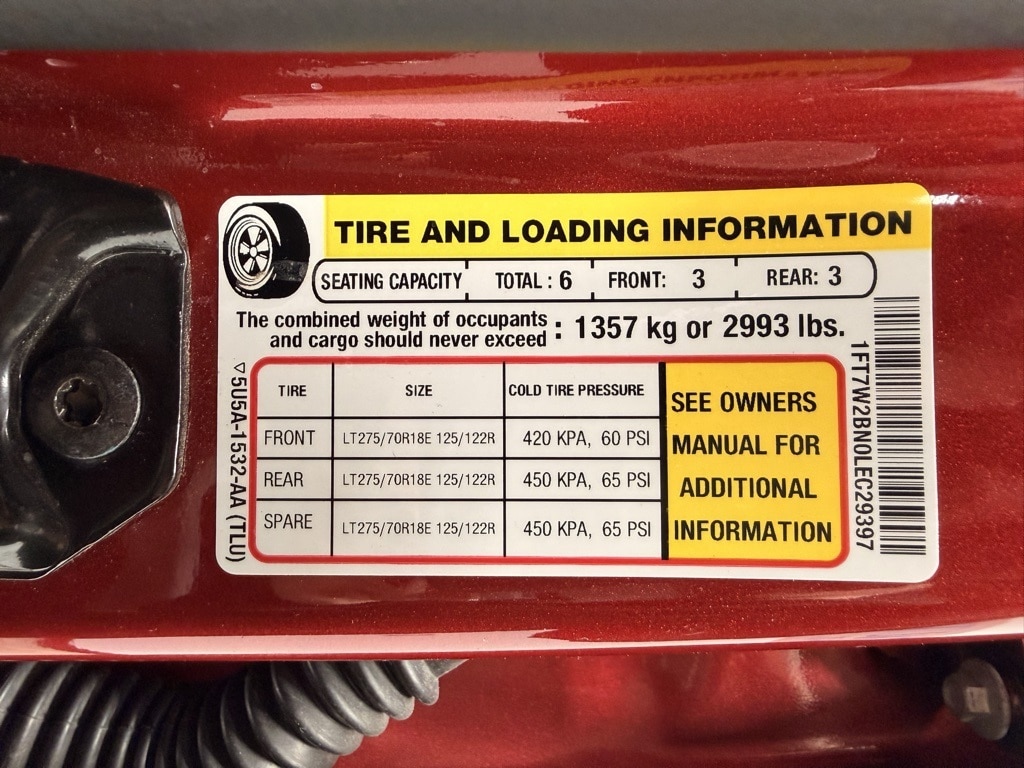 TIRE AND LOADING INFORMATION
SEATING CAPACITY TOTAL : 6 FRONT: 3 REAR: 3
The combined weight of occupants
and cargo should never exceed : 1357 kg or 2993 lbs.
TIRE SIZE COLD TIRE PRESSURE
FRONT LT275/70R18E 125/122R 420 KPA, 60 PSI
REAR LT275/70R18E 125/122R 450 KPA, 65 PSI
SPARE LT275/70R18E 125/122R 450 KPA, 65 PSI
SEE OWNERS
MANUAL FOR
ADDITIONAL
INFORMATION
▽5U5A-1532-AA (TLU)
1FT7W2BN0LEC29397